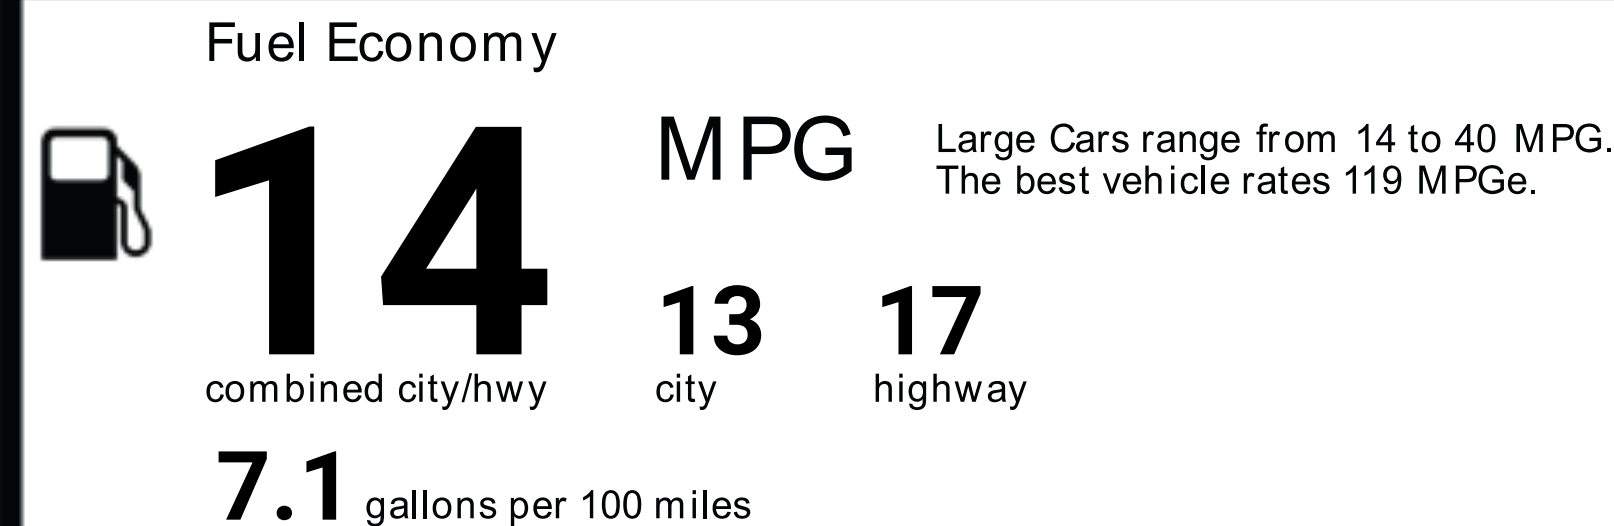 Fuel Economy
14 MPG
Large Cars range from 14 to 40 MPG.
The best vehicle rates 119 MPGe.
13 17
combined city/hwy city highway
7.1 gallons per 100 miles